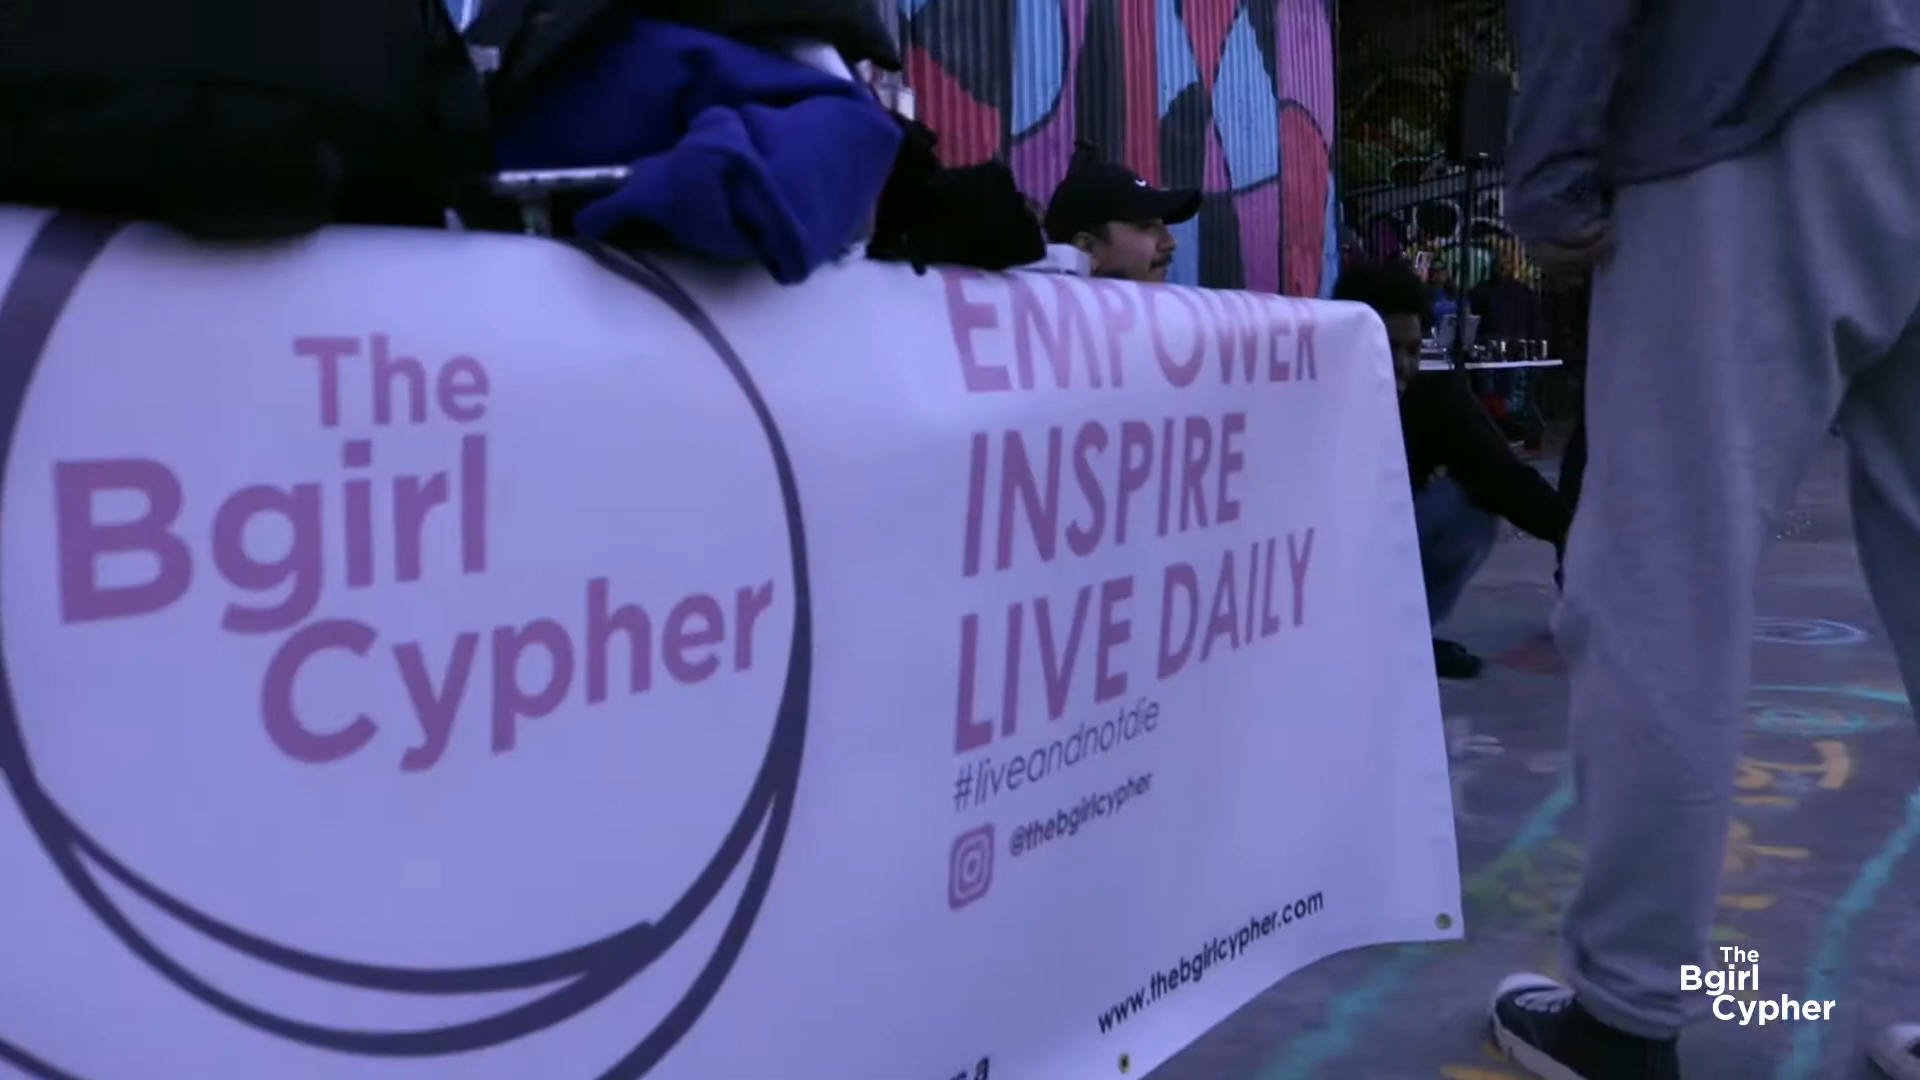 The
Bgirl
Cypher
EMPOWER
INSPIRE
LIVE DAILY
#liveandnotdie
@thebgirlcypher
www.thebgirlcypher.com
The
Bgirl
Cypher